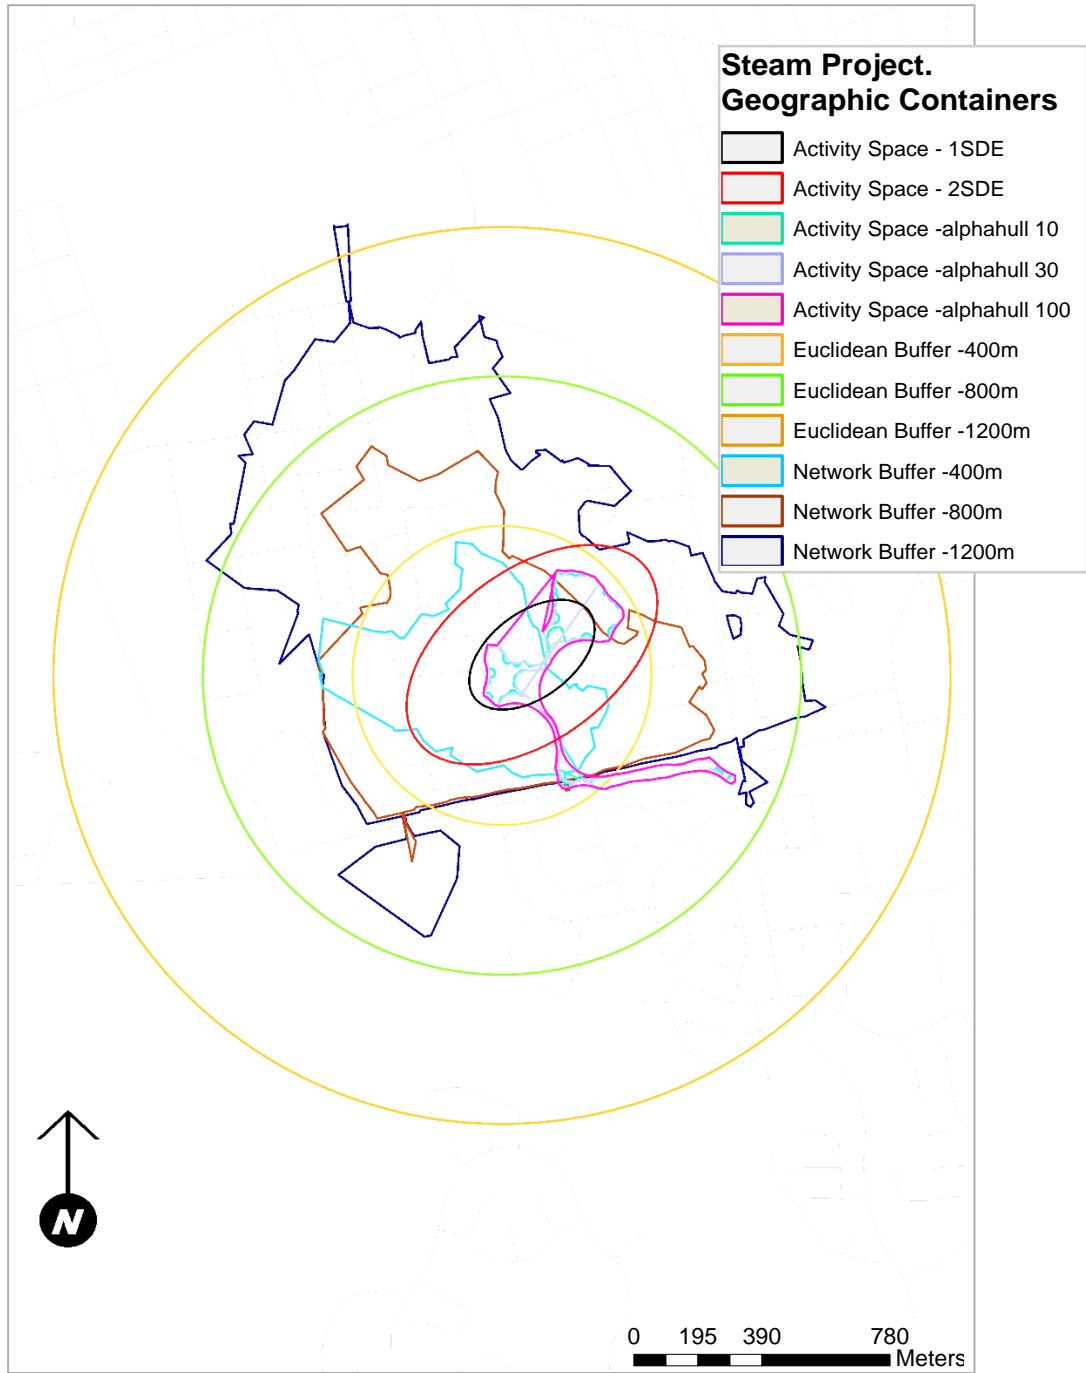 Steam Project.
Geographic Containers
Activity Space - 1SDE
Activity Space - 2SDE
Activity Space -alphahull 10
Activity Space -alphahull 30
Activity Space -alphahull 100
Euclidean Buffer -400m
Euclidean Buffer -800m
Euclidean Buffer -1200m
Network Buffer -400m
Network Buffer -800m
Network Buffer -1200m
N
0 195 390 780
Meters